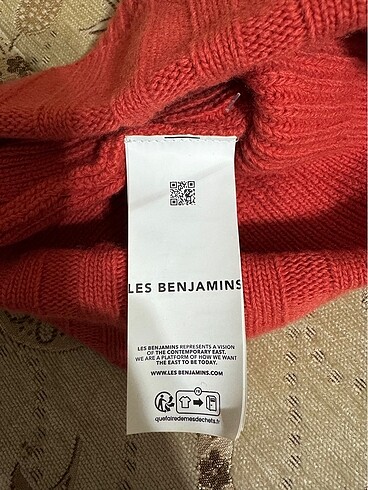 LES BENJAMINS
LES BENJAMINS REPRESENTS A VISION
OF THE CONTEMPORARY EAST.
WE ARE A PLATFORM OF HOW WE WANT
THE EAST TO BE TODAY.
WWW.LES-BENJAMINS.COM
FR
quefairedemesdechets.fr